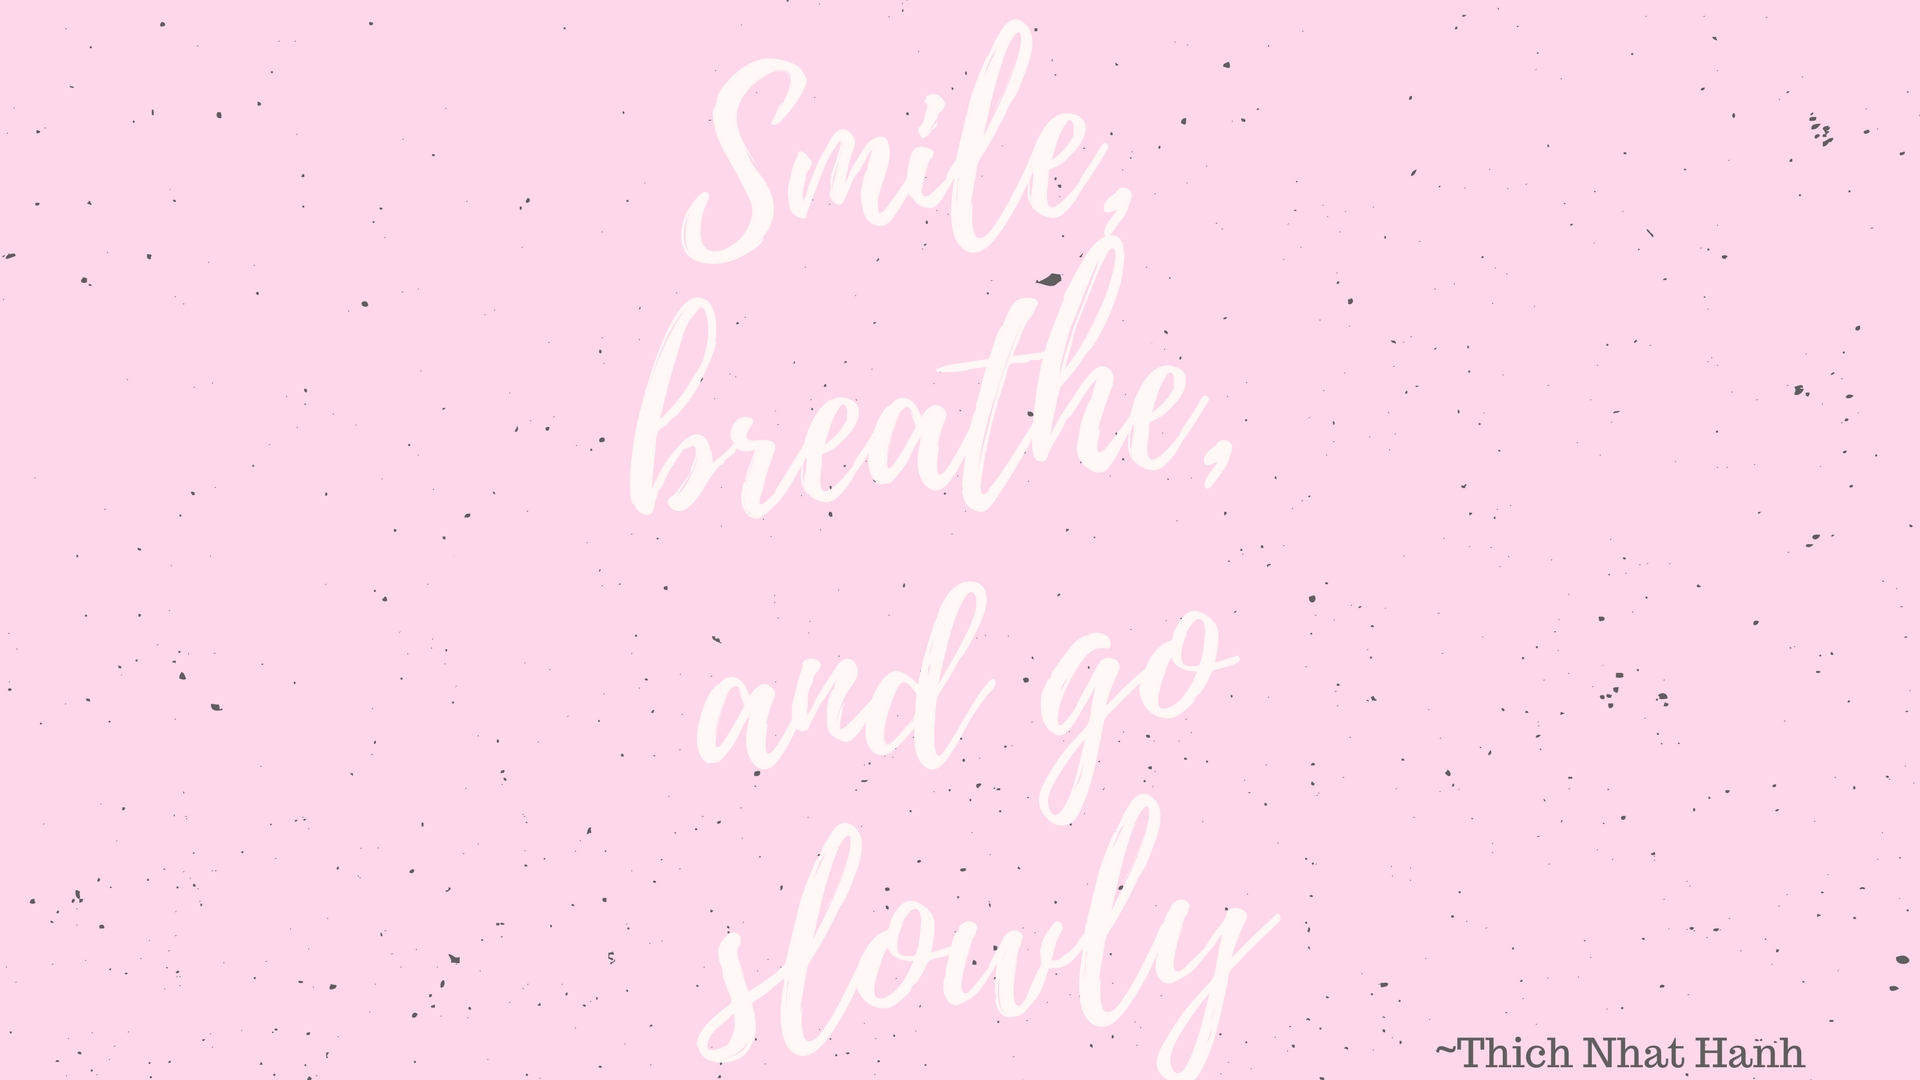 Smile,
breathe,
and go
slowly
~Thich Nhat Hanh